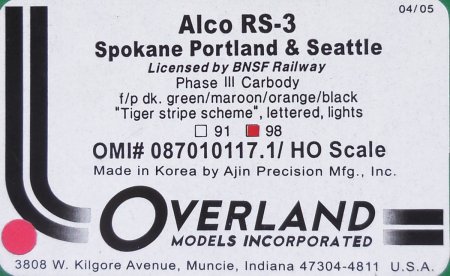 04/05
Alco RS-3
Spokane Portland & Seattle
Licensed by BNSF Railway
Phase III Carbody
f/p dk. green/maroon/orange/black
"Tiger stripe scheme", lettered, lights
91 98
OMI# 087010117.1/ HO Scale
Made in Korea by Ajin Precision Mfg., Inc.
OVERLAND
MODELS INCORPORATED
3808 W. Kilgore Avenue, Muncie, Indiana 47304-4811 U.S.A.